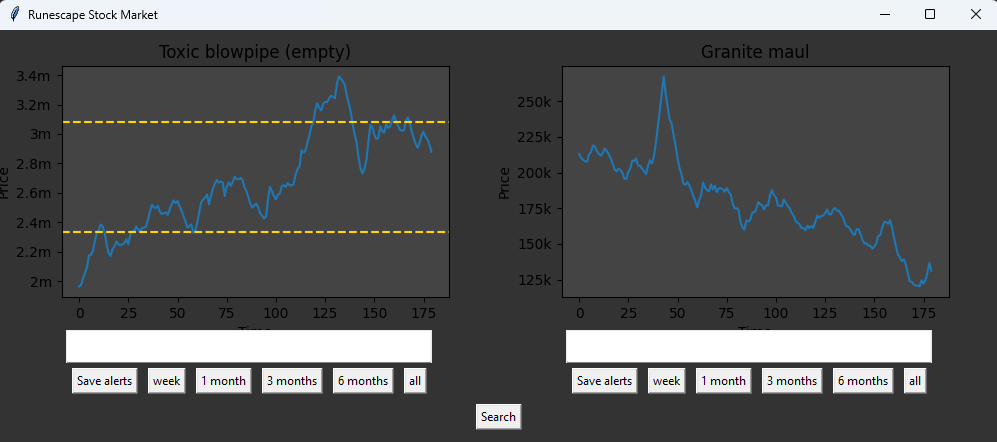 Runescape Stock Market
Toxic blowpipe (empty)
3.4m
3.2m
3m
2.8m
2.6m
2.4m
2.2m
2m
Price
0 25 50 75 100 125 150 175
Time
Save alerts week 1 month 3 months 6 months all
Granite maul
250k
225k
200k
175k
150k
125k
Price
0 25 50 75 100 125 150 175
Time
Save alerts week 1 month 3 months 6 months all
Search